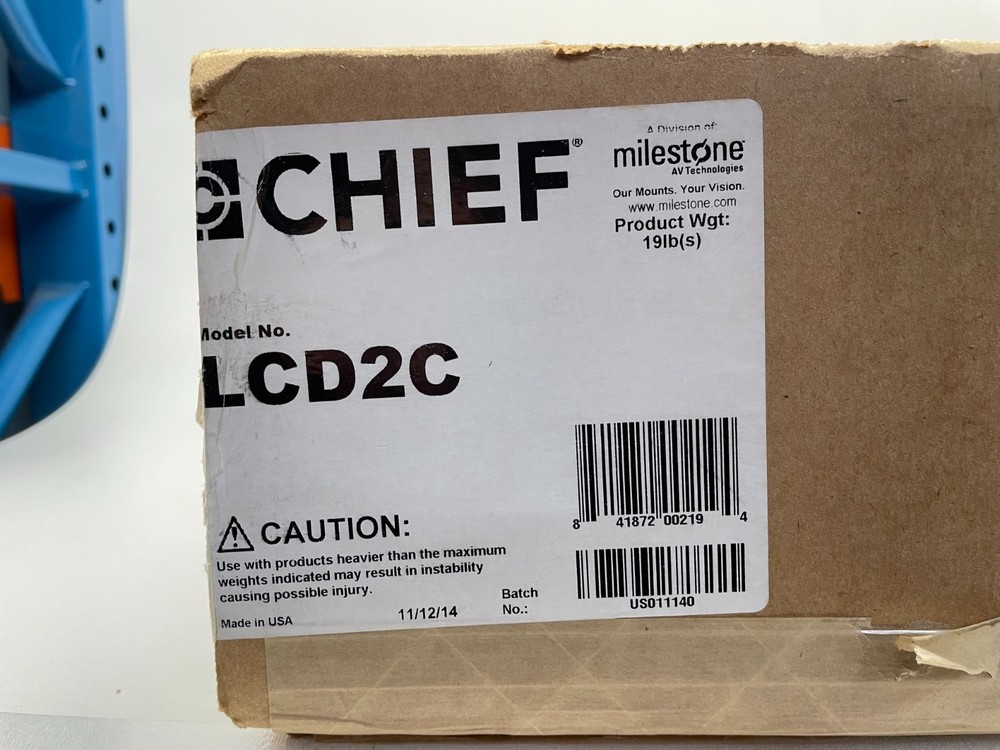 CHIEF®
A Division of:
milestone
AV Technologies
Our Mounts. Your Vision.
www.milestone.com
Product Wgt:
19lb(s)
Model No.
LCD2C
8 41872 00219 4
CAUTION:
Use with products heavier than the maximum
weights indicated may result in instability
causing possible injury.
Made in USA
11/12/14
Batch
No.:
US011140